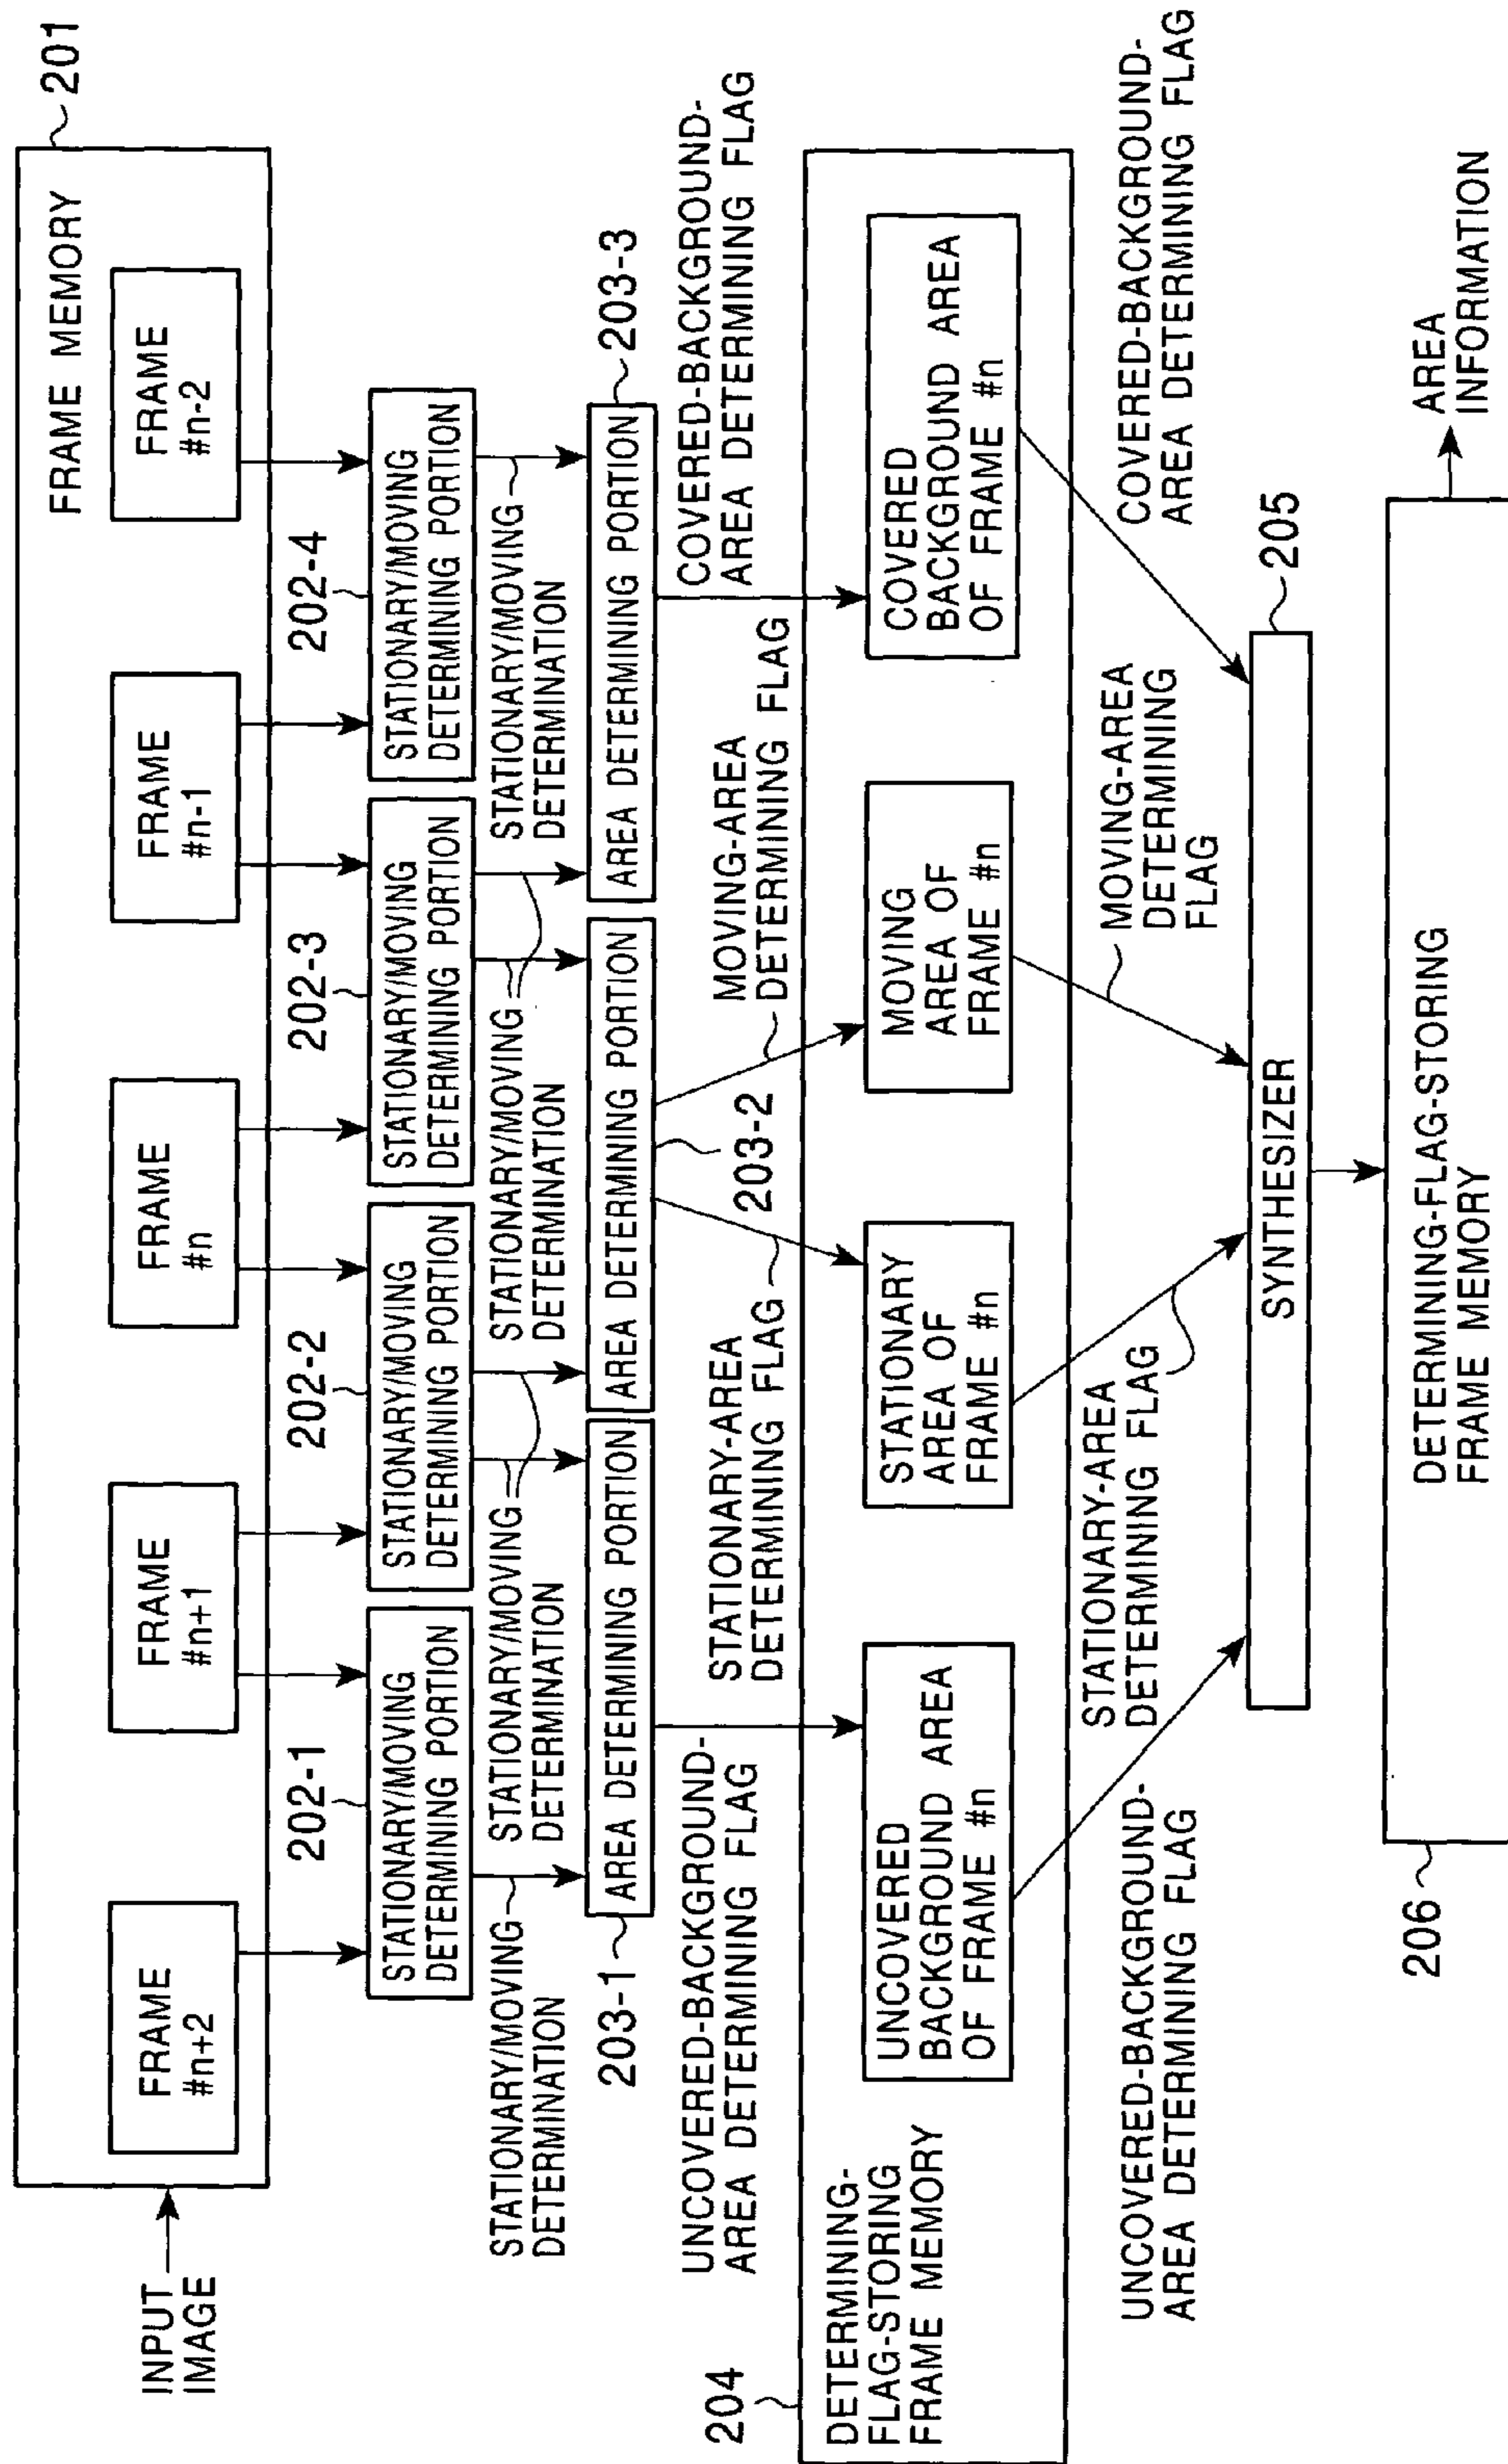 FRAME MEMORY
201
INPUT
IMAGE
FRAME
#n+2
FRAME
#n+1
FRAME
#n
FRAME
#n-1
FRAME
#n-2
202-1
202-2
202-3
202-4
STATIONARY/MOVING
DETERMINING PORTION
STATIONARY/MOVING
DETERMINING PORTION
STATIONARY/MOVING
DETERMINING PORTION
STATIONARY/MOVING
DETERMINING PORTION
STATIONARY/MOVING
DETERMINATION
STATIONARY/MOVING
DETERMINATION
STATIONARY/MOVING
DETERMINATION
STATIONARY/MOVING
DETERMINATION
203-1
AREA DETERMINING PORTION
AREA DETERMINING PORTION
AREA DETERMINING PORTION
203-3
UNCOVERED-BACKGROUND-
AREA DETERMINING FLAG
STATIONARY-AREA
DETERMINING FLAG
203-2
MOVING-AREA
DETERMINING FLAG
COVERED-BACKGROUND-
AREA DETERMINING FLAG
204
DETERMINING-
FLAG-STORING
FRAME MEMORY
UNCOVERED
BACKGROUND AREA
OF FRAME #n
STATIONARY
AREA OF
FRAME #n
MOVING
AREA OF
FRAME #n
COVERED
BACKGROUND AREA
OF FRAME #n
UNCOVERED-BACKGROUND-
AREA DETERMINING FLAG
STATIONARY-AREA
DETERMINING FLAG
MOVING-AREA
DETERMINING
FLAG
COVERED-BACKGROUND-
AREA DETERMINING FLAG
SYNTHESIZER
205
206
DETERMINING-FLAG-STORING
FRAME MEMORY
AREA
INFORMATION